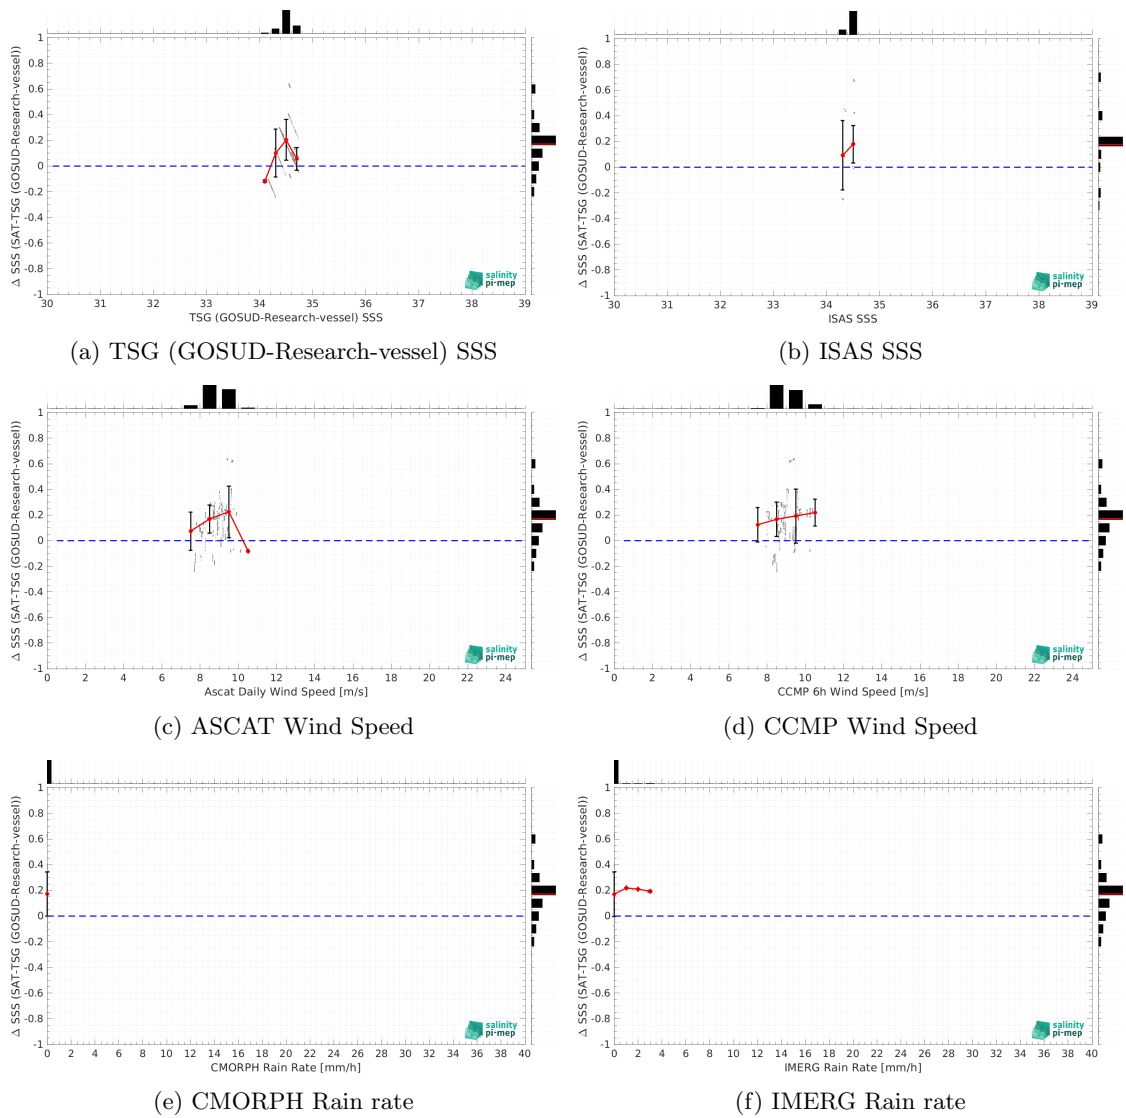 1
0.8
0.6
0.4
0.2
0
-0.2
-0.4
-0.6
-0.8
-1
Δ SSS (SAT-TSG (GOSUD-Research-vessel))
salinity
pi-mep
30 31 32 33 34 35 36 37 38 39
TSG (GOSUD-Research-vessel) SSS
(a) TSG (GOSUD-Research-vessel) SSS
1
0.8
0.6
0.4
0.2
0
-0.2
-0.4
-0.6
-0.8
-1
Δ SSS (SAT-TSG (GOSUD-Research-vessel))
salinity
pi-mep
30 31 32 33 34 35 36 37 38 39
ISAS SSS
(b) ISAS SSS
1
0.8
0.6
0.4
0.2
0
-0.2
-0.4
-0.6
-0.8
-1
Δ SSS (SAT-TSG (GOSUD-Research-vessel))
salinity
pi-mep
0 2 4 6 8 10 12 14 16 18 20 22 24
Ascat Daily Wind Speed [m/s]
(c) ASCAT Wind Speed
1
0.8
0.6
0.4
0.2
0
-0.2
-0.4
-0.6
-0.8
-1
Δ SSS (SAT-TSG (GOSUD-Research-vessel))
salinity
pi-mep
0 2 4 6 8 10 12 14 16 18 20 22 24
CCMP 6h Wind Speed [m/s]
(d) CCMP Wind Speed
1
0.8
0.6
0.4
0.2
0
-0.2
-0.4
-0.6
-0.8
-1
Δ SSS (SAT-TSG (GOSUD-Research-vessel))
salinity
pi-mep
0 2 4 6 8 10 12 14 16 18 20 22 24 26 28 30 32 34 36 38 40
CMORPH Rain Rate [mm/h]
(e) CMORPH Rain rate
1
0.8
0.6
0.4
0.2
0
-0.2
-0.4
-0.6
-0.8
-1
Δ SSS (SAT-TSG (GOSUD-Research-vessel))
salinity
pi-mep
0 2 4 6 8 10 12 14 16 18 20 22 24 26 28 30 32 34 36 38 40
IMERG Rain Rate [mm/h]
(f) IMERG Rain rate